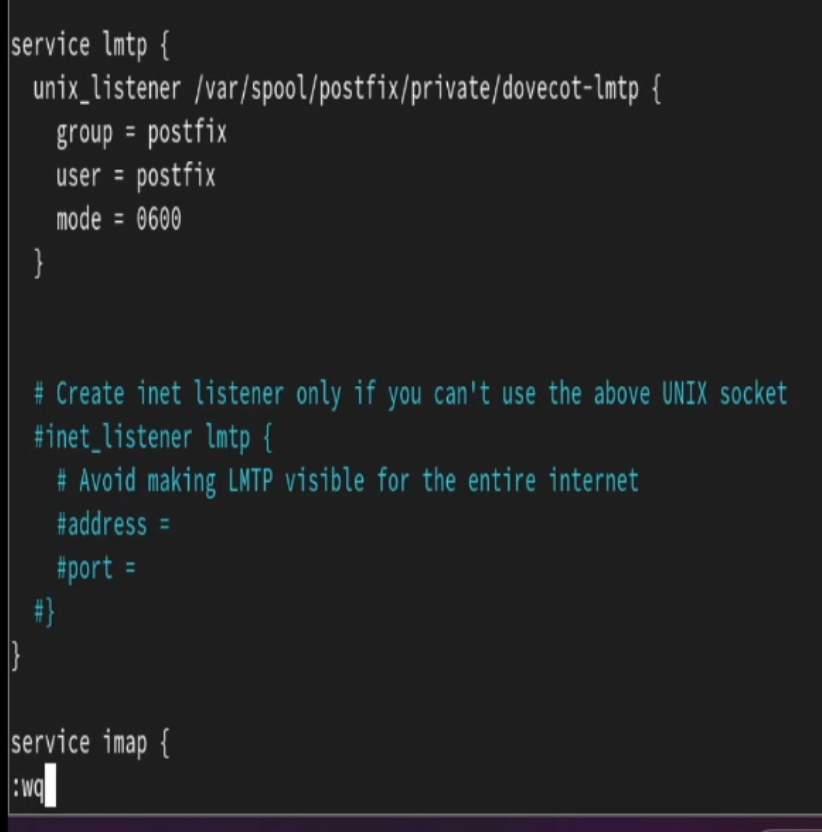 service lmtp {
  unix_listener /var/spool/postfix/private/dovecot-lmtp {
    group = postfix
    user = postfix
    mode = 0600
  }
  # Create inet listener only if you can't use the above UNIX socket
  #inet_listener lmtp {
    # Avoid making LMTP visible for the entire internet
    #address =
    #port =
  #}
}
service imap {
:wq